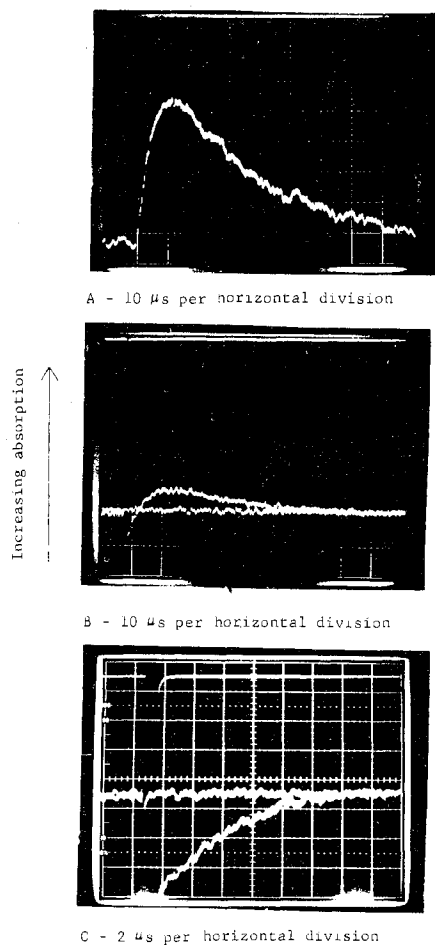 A - 10 μs per horizontal division
Increasing absorption
B - 10 μs per horizontal division
C - 2 μs per horizontal division